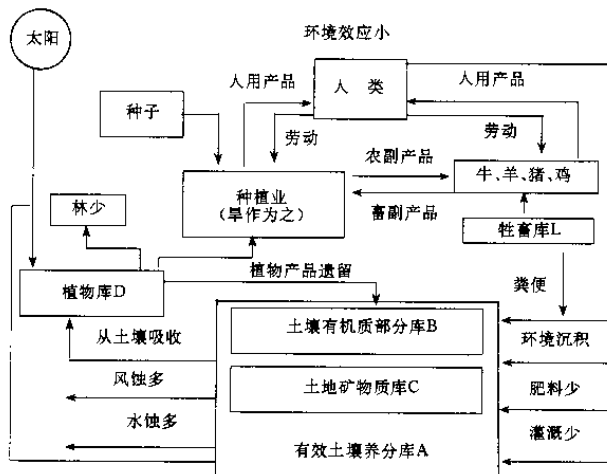 环境效应小
太阳
人用产品
人 类
人用产品
种子
劳动
劳动
农副产品
牛、羊、猪、鸡
种植业
(旱作为之)
林少
畜副产品
牲畜库L
植物产品遗留
植物库D
粪便
土壤有机质部分库B
从土壤吸收
环境沉积
风蚀多
土地矿物质库C
肥料少
水蚀多
灌溉少
有效土壤养分库A